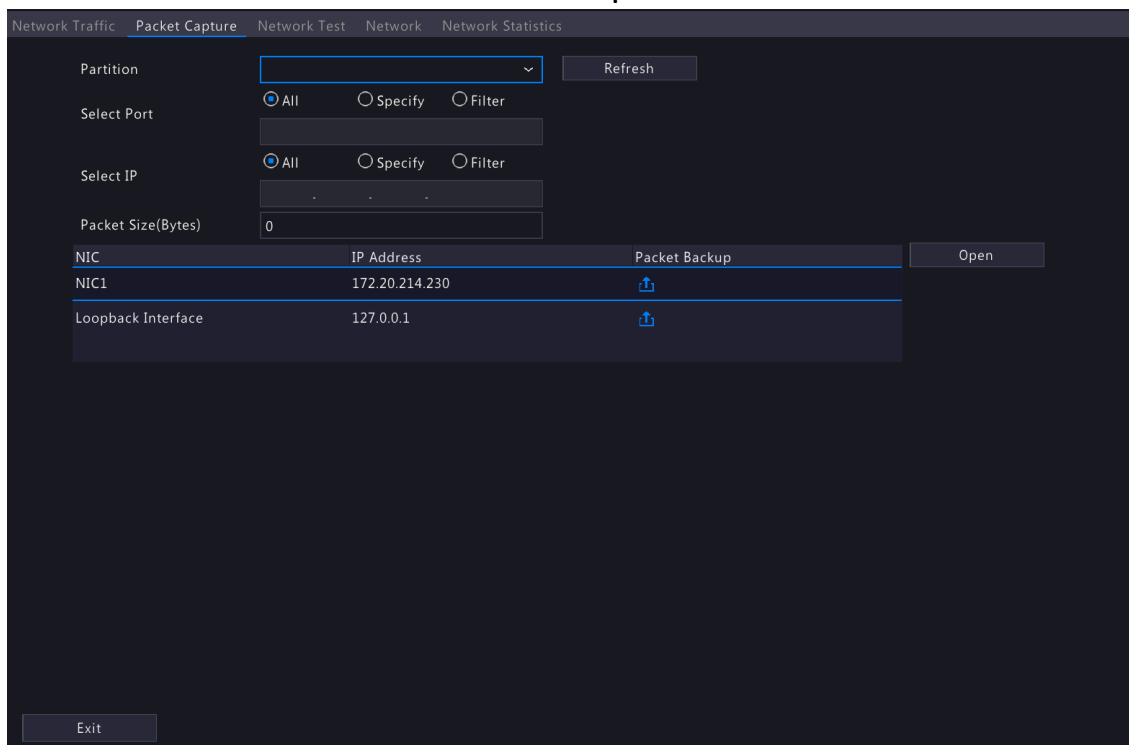 Network Traffic Packet Capture Network Test Network Network Statistics
Partition Refresh
All Specify Filter
Select Port
All Specify Filter
Select IP
. . .
Packet Size(Bytes) 0
NIC IP Address Packet Backup Open
NIC1 172.20.214.230
Loopback Interface 127.0.0.1
Exit